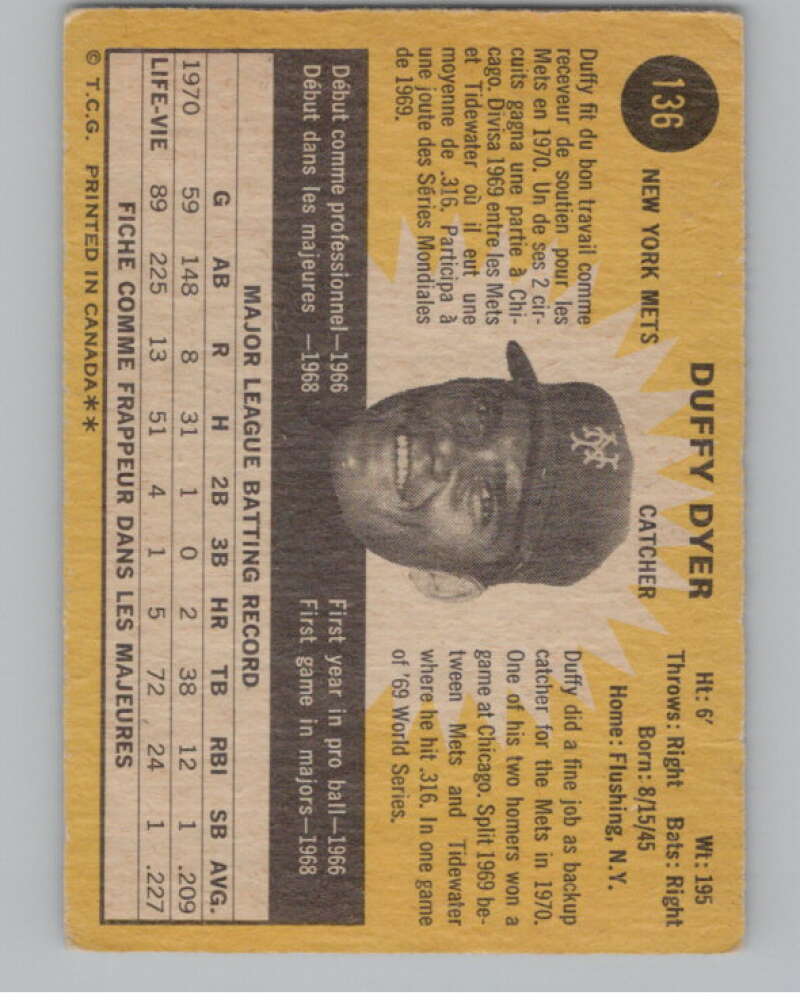 136
DUFFY DYER
NEW YORK METS
CATCHER
Ht: 6′ Wt: 195
Throws: Right Bats: Right
Born: 8/15/45
Home: Flushing, N.Y.
Duffy fit du bon travail comme
receveur de soutien pour les
Mets en 1970. Un de ses 2 cir-
cuits gagna une partie à Chi-
cago. Divisa 1969 entre les Mets
et Tidewater où il eut une
moyenne de .316. Participa à
une joute des Séries Mondiales
de 1969.
NY
Duffy did a fine job as backup
catcher for the Mets in 1970.
One of his two homers won a
game at Chicago. Split 1969 be-
tween Mets and Tidewater
where he hit .316. In one game
of '69 World Series.
Début comme professionnel—1966
Début dans les majeures —1968
First year in pro ball—1966
First game in majors—1968
MAJOR LEAGUE BATTING RECORD
G AB R H 2B 3B HR TB RBI SB AVG.
1970 59 148 8 31 1 0 2 38 12 1 .209
LIFE-VIE 89 225 13 51 4 1 5 72 24 1 .227
FICHE COMME FRAPPEUR DANS LES MAJEURES
© T.C.G. PRINTED IN CANADA**